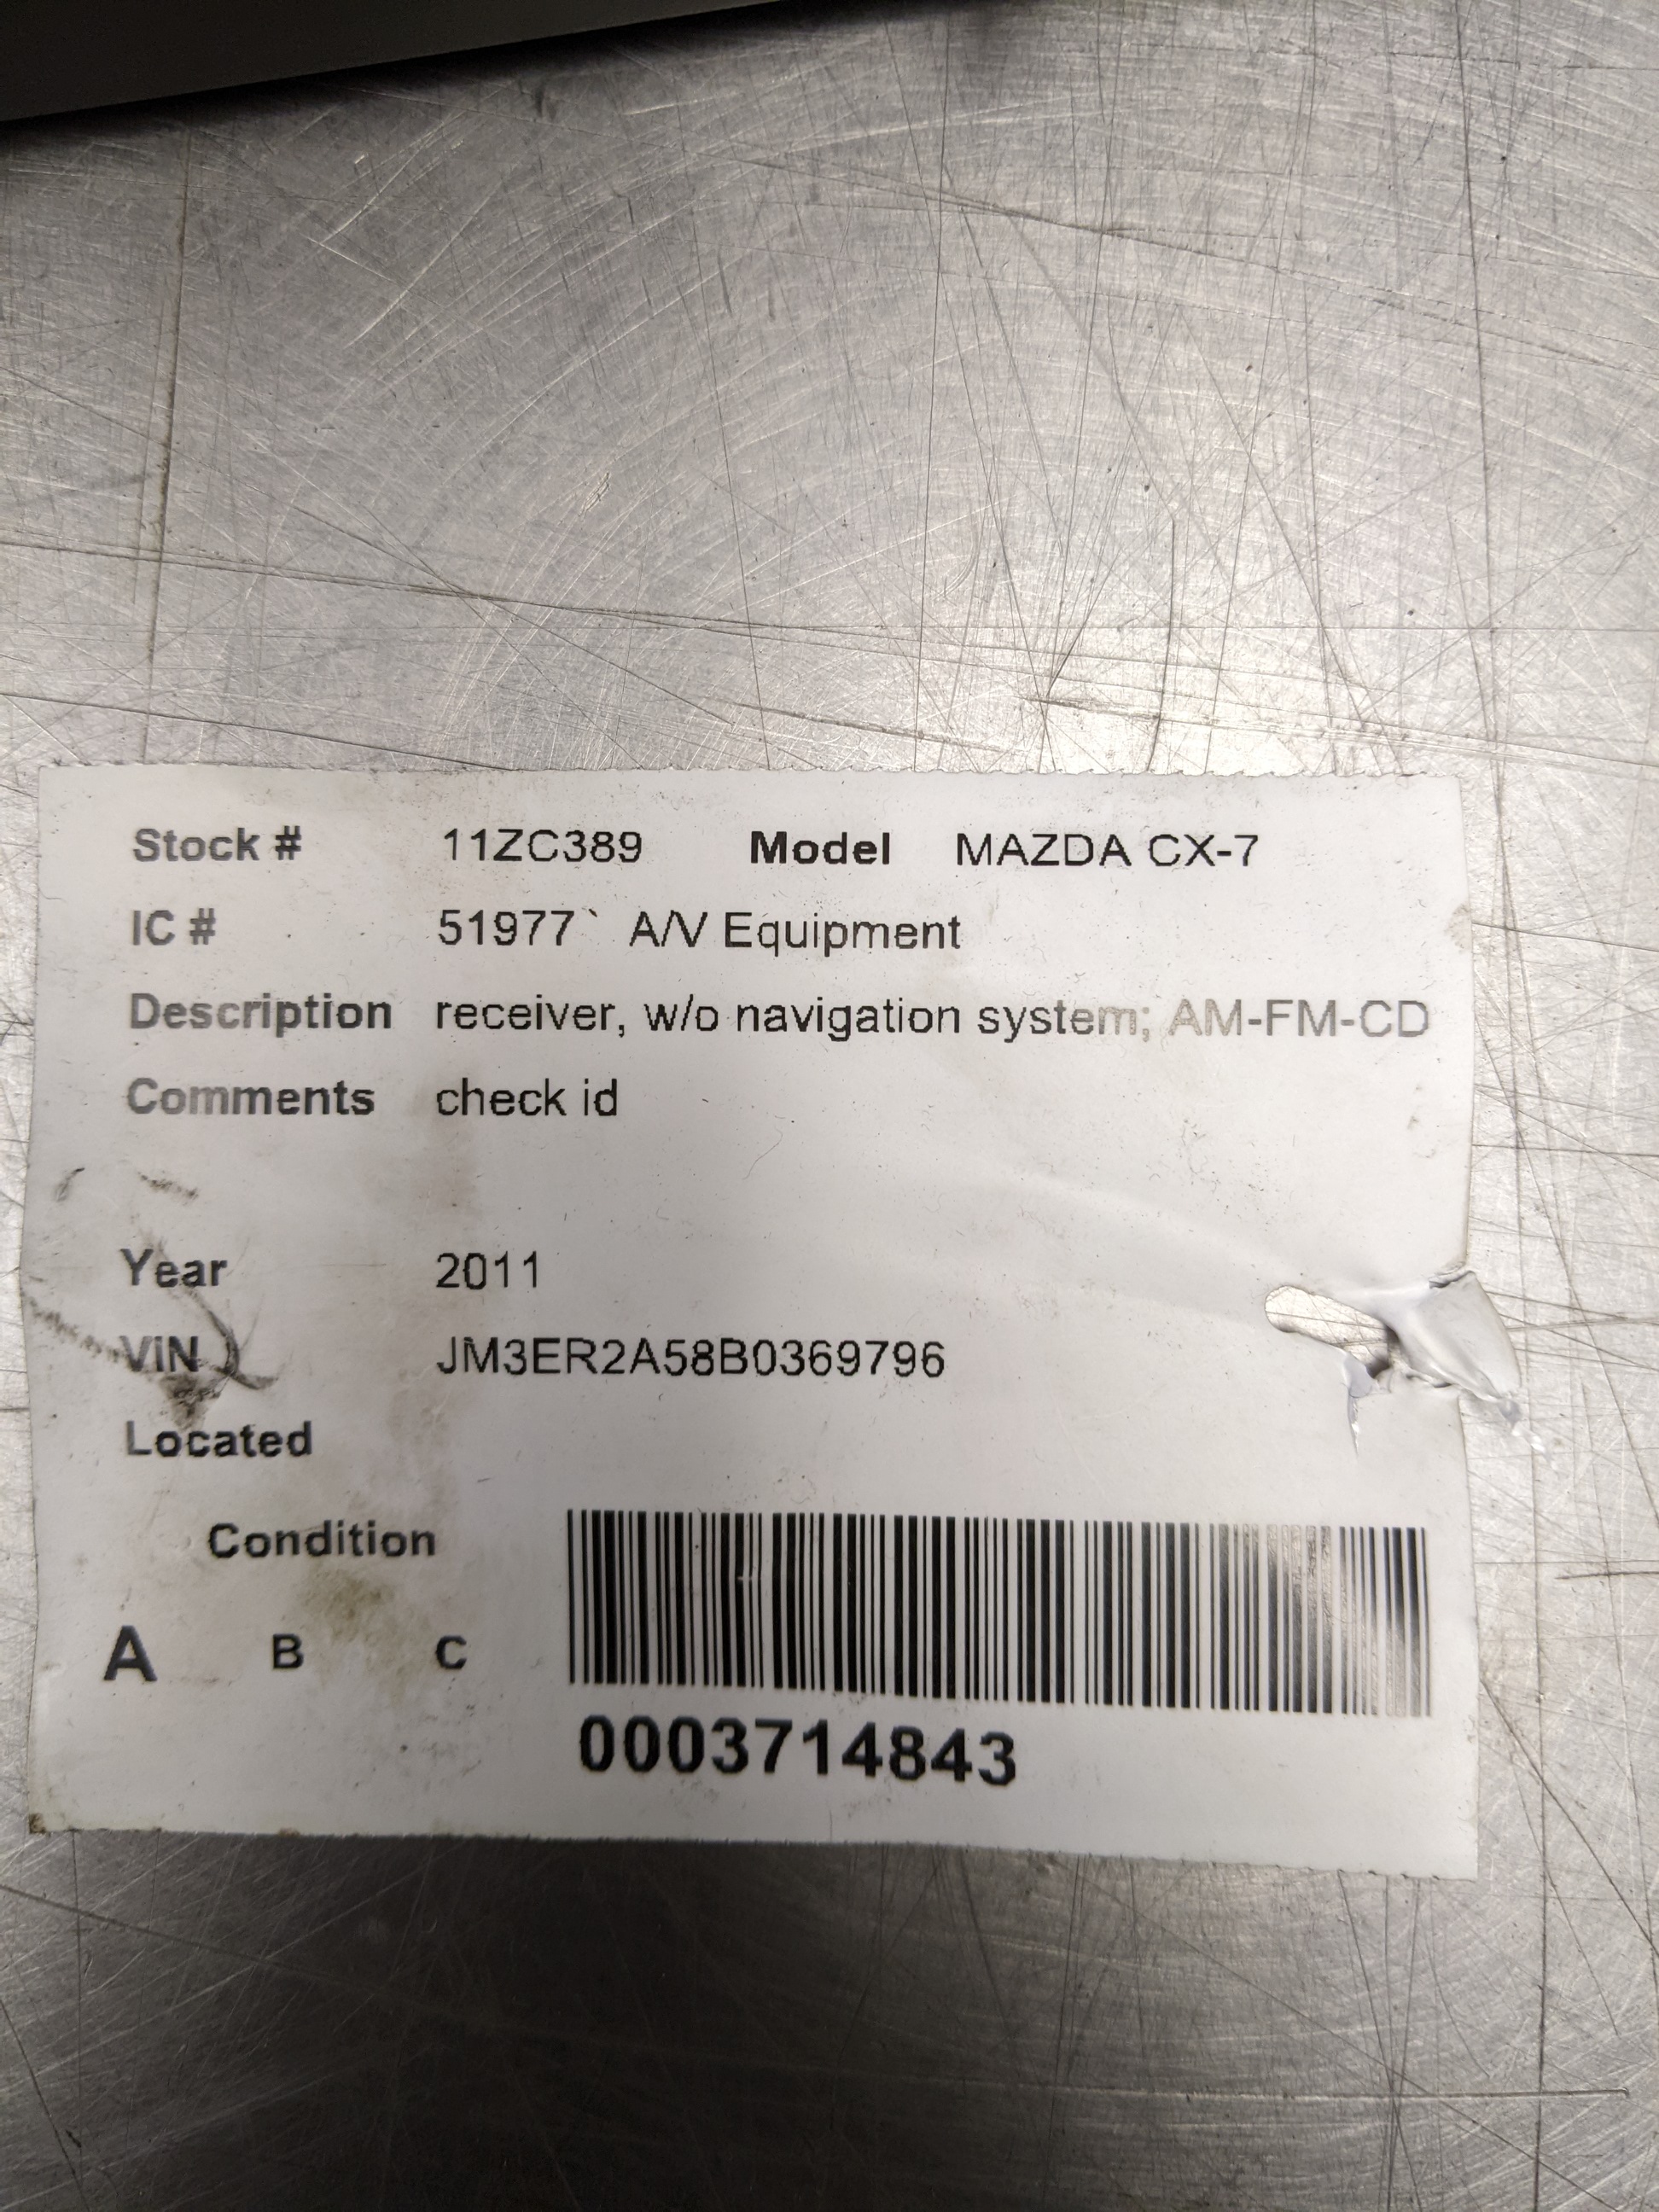 Stock # 11ZC389 Model MAZDA CX-7
IC # 51977` A/V Equipment
Description receiver, w/o navigation system; AM-FM-CD
Comments check id
Year 2011
ViN JM3ER2A58B0369796
Located
Condition
A B C
0003714843